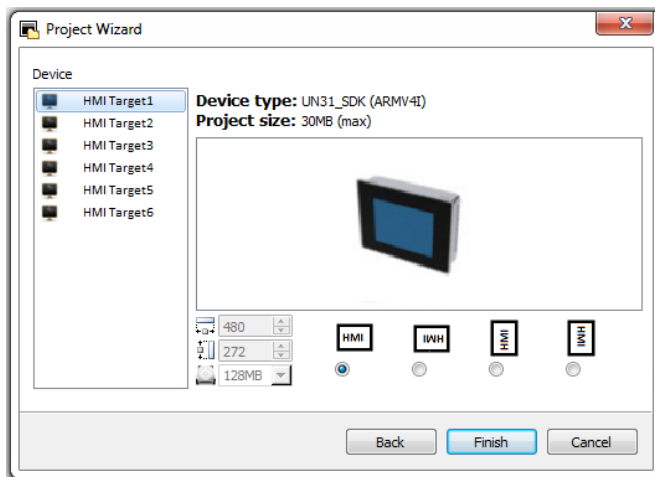 Project Wizard
Device
HMI Target1
HMI Target2
HMI Target3
HMI Target4
HMI Target5
HMI Target6
Device type: UN31_SDK (ARMV4I)
Project size: 30MB (max)
480
272
128MB
HMI
HMI
HMI
HMI
Back
Finish
Cancel